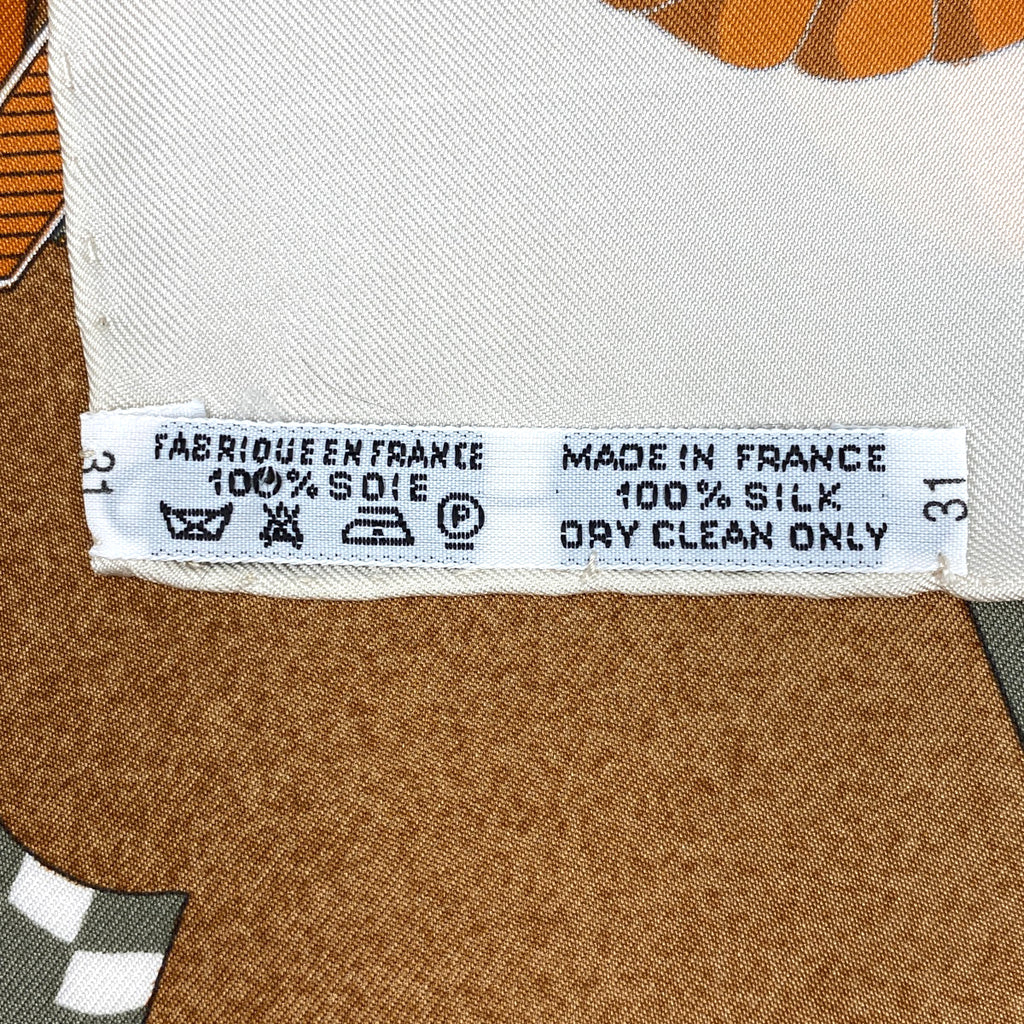 FABRIQUE EN FRANCE
100% SOIE
P
MADE IN FRANCE
100% SILK
DRY CLEAN ONLY
31
31